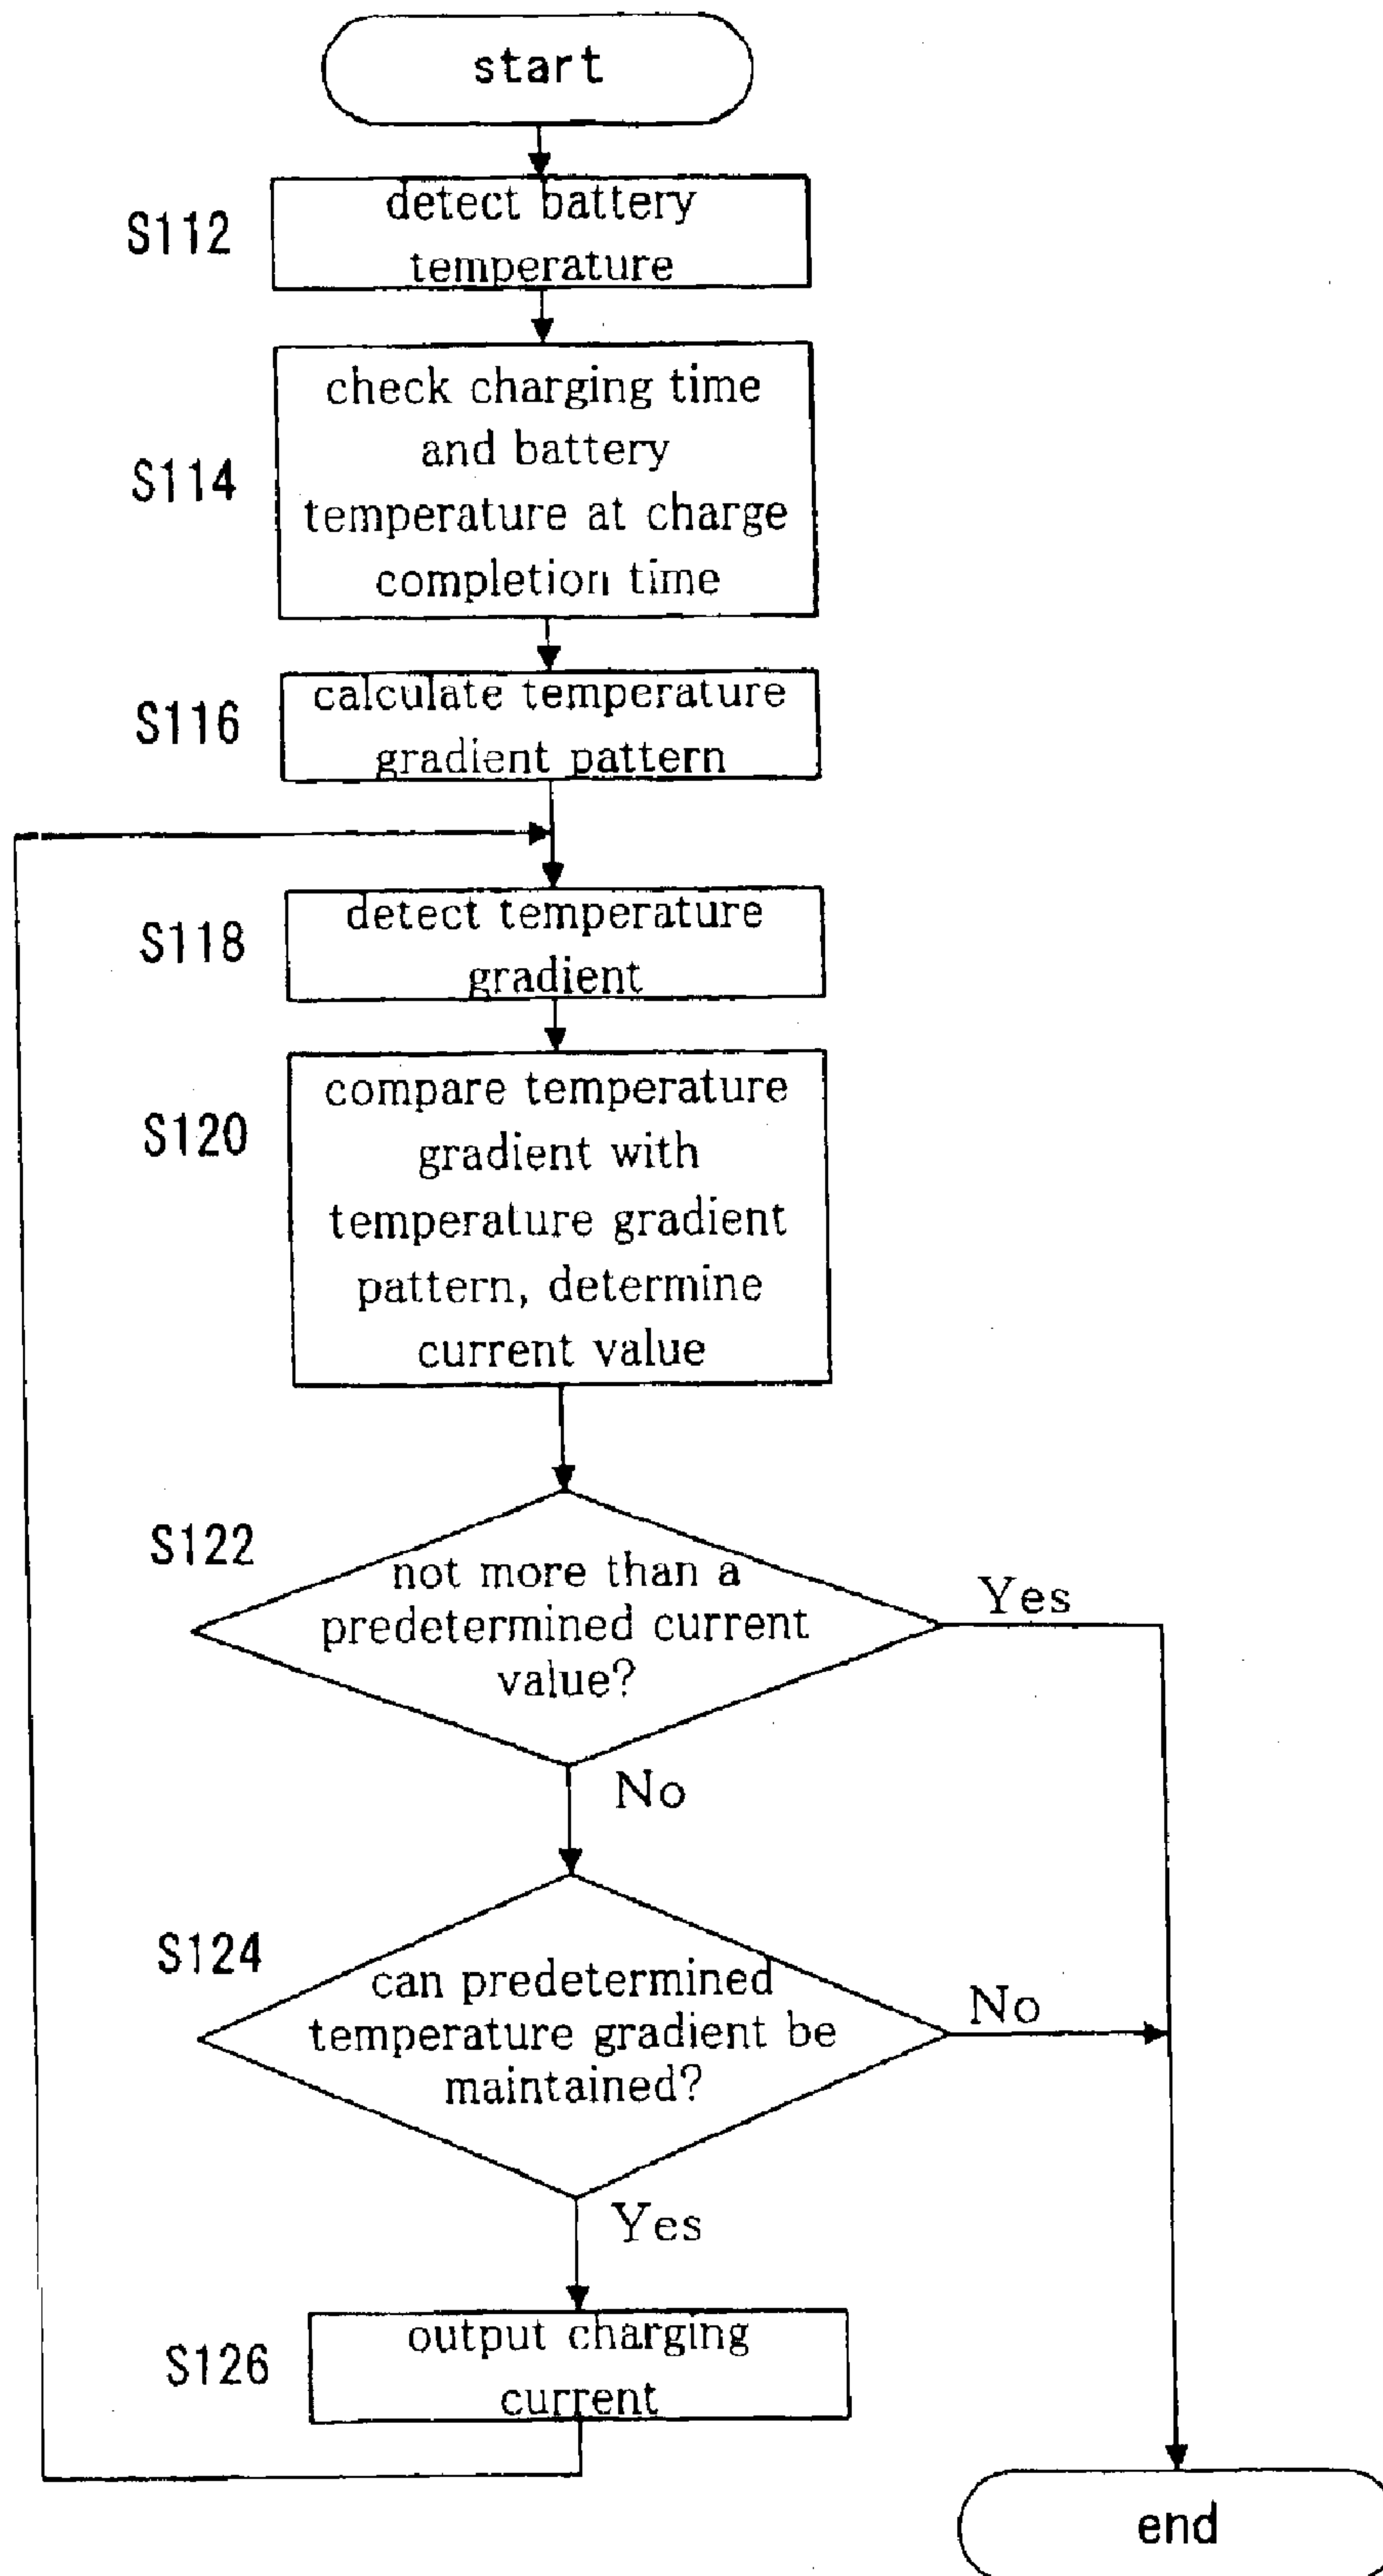 start
S112
detect battery
temperature
S114
check charging time
and battery
temperature at charge
completion time
S116
calculate temperature
gradient pattern
S118
detect temperature
gradient
S120
compare temperature
gradient with
temperature gradient
pattern, determine
current value
S122
not more than a
predetermined current
value?
Yes
No
S124
can predetermined
temperature gradient be
maintained?
No
Yes
S126
output charging
current
end